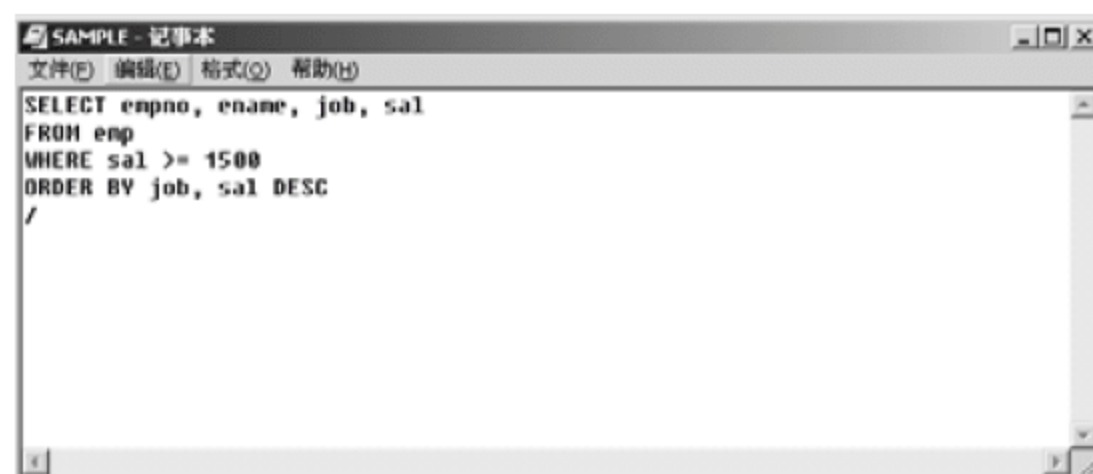 SAMPLE - 记事本
文件(F) 编辑(E) 格式(O) 帮助(H)
SELECT empno, ename, job, sal
FROM emp
WHERE sal >= 1500
ORDER BY job, sal DESC
/